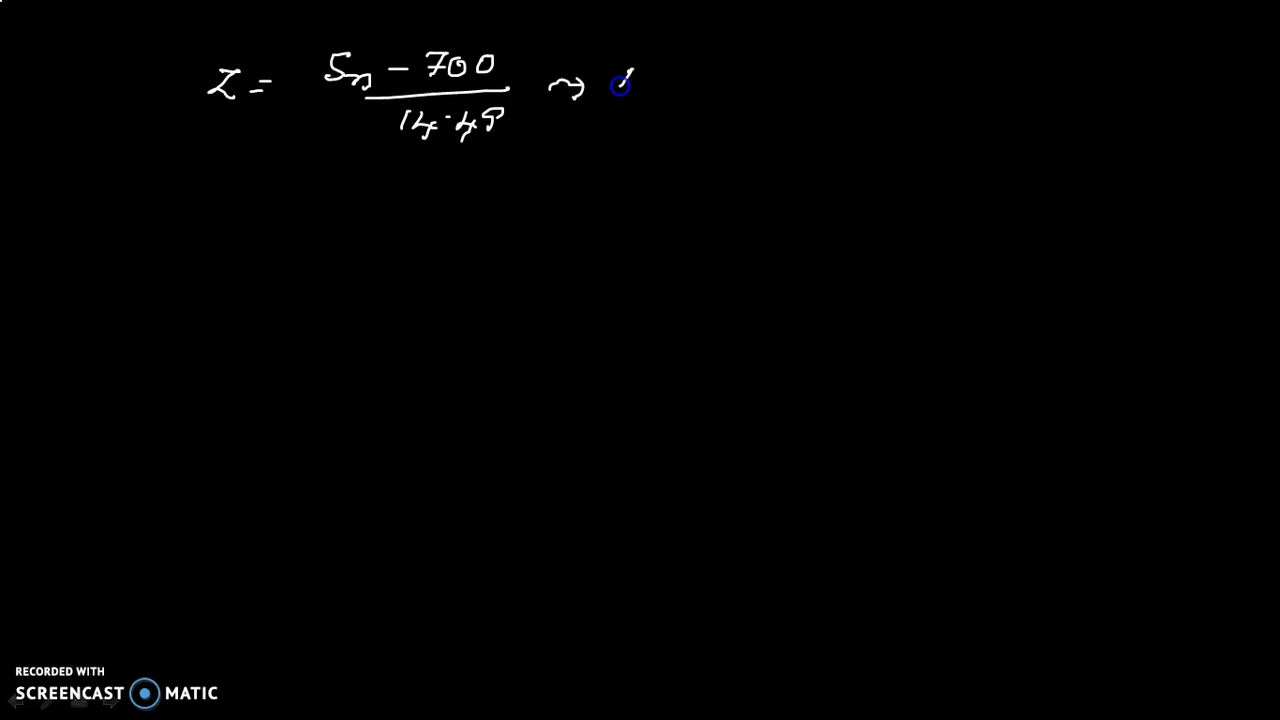 Z = Sn - 700 / 14.49 ⇝
RECORDED WITH
SCREENCAST MATIC